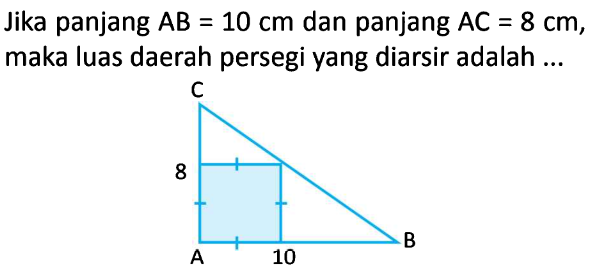 Jika panjang AB = 10 cm dan panjang AC = 8 cm,
maka luas daerah persegi yang diarsir adalah ...
C
8
B
A 10